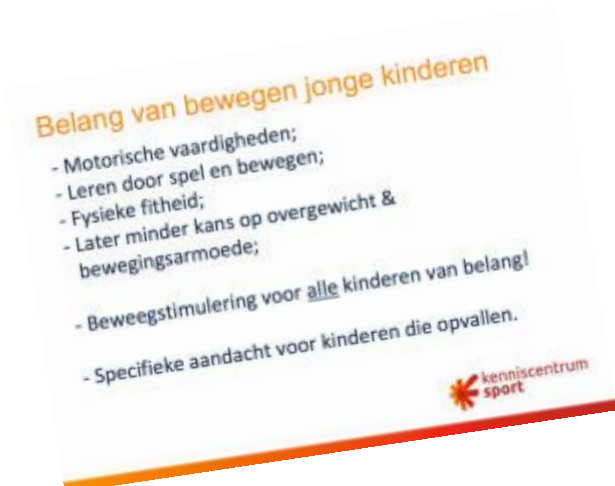 Belang van bewegen jonge kinderen
- Motorische vaardigheden;
- Leren door spel en bewegen;
- Fysieke fitheid;
- Later minder kans op overgewicht &
bewegingsarmoede;
- Beweegstimulering voor alle kinderen van belang!
- Specifieke aandacht voor kinderen die opvallen.
kenniscentrum
sport